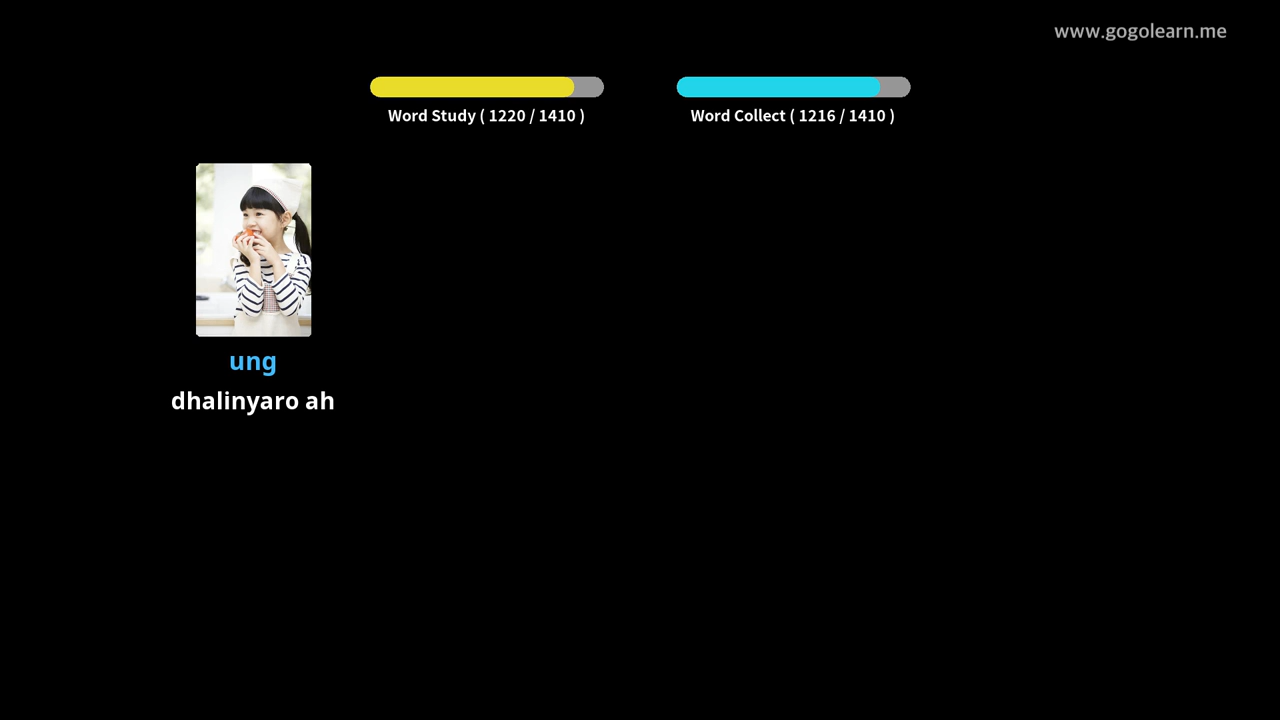 www.gogolearn.me
Word Study ( 1220 / 1410 )
Word Collect ( 1216 / 1410 )
ung
dhalinyaro ah